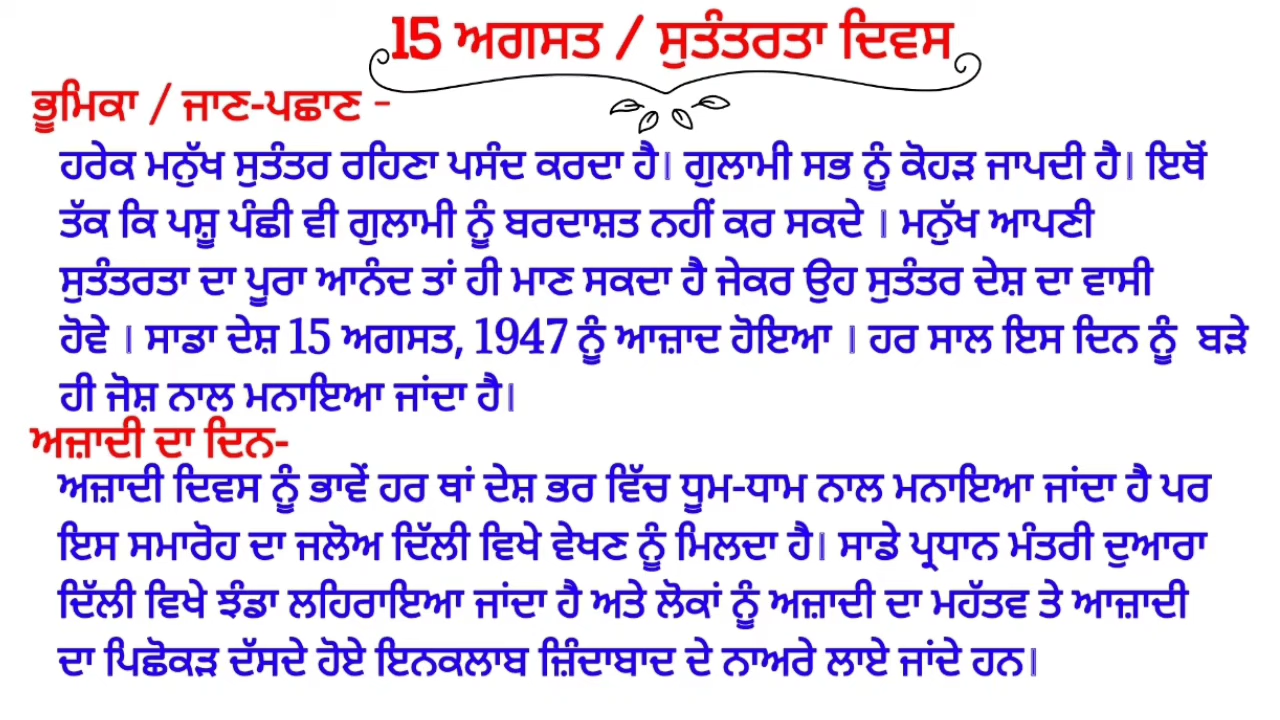 15 ਅਗਸਤ / ਸੁਤੰਤਰਤਾ ਦਿਵਸ
ਭੂਮਿਕਾ / ਜਾਣ-ਪਛਾਣ -
ਹਰੇਕ ਮਨੁੱਖ ਸੁਤੰਤਰ ਰਹਿਣਾ ਪਸੰਦ ਕਰਦਾ ਹੈ। ਗੁਲਾਮੀ ਸਭ ਨੂੰ ਕੋਹੜ ਜਾਪਦੀ ਹੈ। ਇਥੋਂ
ਤੱਕ ਕਿ ਪਸ਼ੂ ਪੰਛੀ ਵੀ ਗੁਲਾਮੀ ਨੂੰ ਬਰਦਾਸ਼ਤ ਨਹੀਂ ਕਰ ਸਕਦੇ । ਮਨੁੱਖ ਆਪਣੀ
ਸੁਤੰਤਰਤਾ ਦਾ ਪੂਰਾ ਆਨੰਦ ਤਾਂ ਹੀ ਮਾਣ ਸਕਦਾ ਹੈ ਜੇਕਰ ਉਹ ਸੁਤੰਤਰ ਦੇਸ਼ ਦਾ ਵਾਸੀ
ਹੋਵੇ । ਸਾਡਾ ਦੇਸ਼ 15 ਅਗਸਤ, 1947 ਨੂੰ ਆਜ਼ਾਦ ਹੋਇਆ । ਹਰ ਸਾਲ ਇਸ ਦਿਨ ਨੂੰ ਬੜੇ
ਹੀ ਜੋਸ਼ ਨਾਲ ਮਨਾਇਆ ਜਾਂਦਾ ਹੈ।
ਅਜ਼ਾਦੀ ਦਾ ਦਿਨ-
ਅਜ਼ਾਦੀ ਦਿਵਸ ਨੂੰ ਭਾਵੇਂ ਹਰ ਥਾਂ ਦੇਸ਼ ਭਰ ਵਿੱਚ ਧੂਮ-ਧਾਮ ਨਾਲ ਮਨਾਇਆ ਜਾਂਦਾ ਹੈ ਪਰ
ਇਸ ਸਮਾਰੋਹ ਦਾ ਜਲੋਅ ਦਿੱਲੀ ਵਿਖੇ ਵੇਖਣ ਨੂੰ ਮਿਲਦਾ ਹੈ। ਸਾਡੇ ਪ੍ਰਧਾਨ ਮੰਤਰੀ ਦੁਆਰਾ
ਦਿੱਲੀ ਵਿਖੇ ਝੰਡਾ ਲਹਿਰਾਇਆ ਜਾਂਦਾ ਹੈ ਅਤੇ ਲੋਕਾਂ ਨੂੰ ਅਜ਼ਾਦੀ ਦਾ ਮਹੱਤਵ ਤੇ ਆਜ਼ਾਦੀ
ਦਾ ਪਿਛੋਕੜ ਦੱਸਦੇ ਹੋਏ ਇਨਕਲਾਬ ਜ਼ਿੰਦਾਬਾਦ ਦੇ ਨਾਅਰੇ ਲਾਏ ਜਾਂਦੇ ਹਨ।